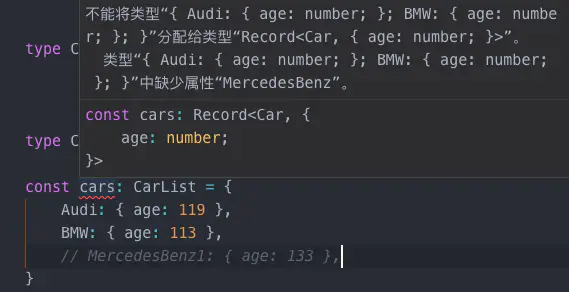 不能将类型“{ Audi: { age: number; }; BMW: { age: numbe
r; }; }”分配给类型“Record<Car, { age: number; }>”。
类型“{ Audi: { age: number; }; BMW: { age: number;
}; }”中缺少属性“MercedesBenz”。
const cars: Record<Car, {
age: number;
}>
type C
type C
const cars: CarList = {
Audi: { age: 119 },
BMW: { age: 113 },
// MercedesBenz1: { age: 133 },
}